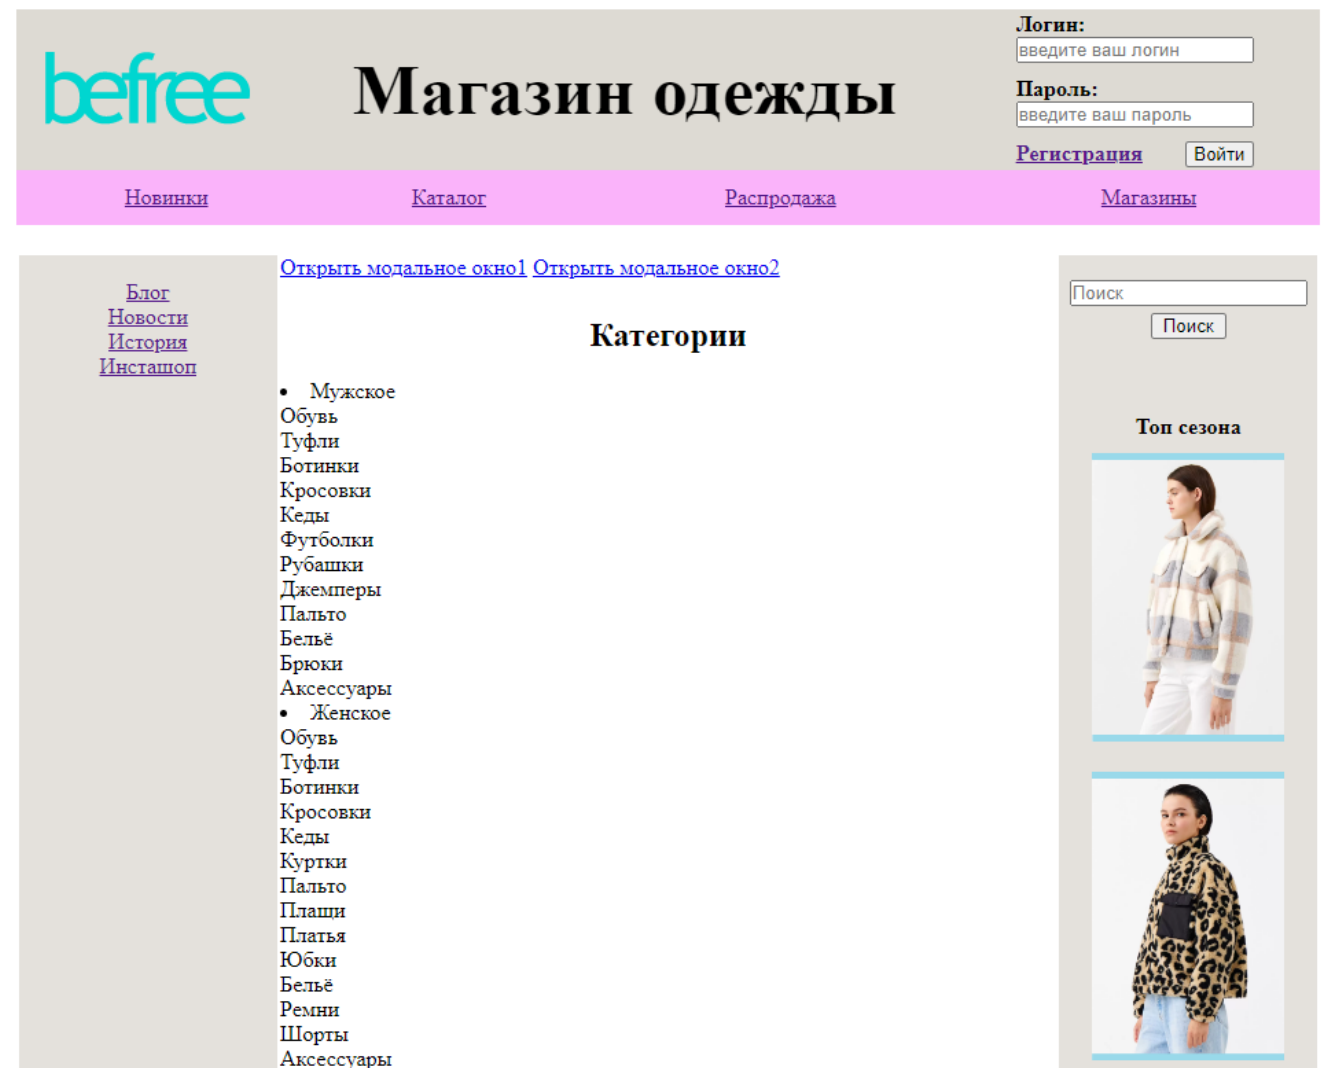 befree
Магазин одежды
Логин:
введите ваш логин
Пароль:
введите ваш пароль
Регистрация Войти
Новинки Каталог Распродажа Магазины
Блог
Новости
История
Инсташоп
Открыть модальное окно1 Открыть модальное окно2
Категории
• Мужское
Обувь
Туфли
Ботинки
Кросовки
Кеды
Футболки
Рубашки
Джемперы
Пальто
Бельё
Брюки
Аксессуары
• Женское
Обувь
Туфли
Ботинки
Кросовки
Кеды
Куртки
Пальто
Плащи
Платья
Юбки
Бельё
Ремни
Шорты
Аксессуары
Поиск
Поиск
Топ сезона